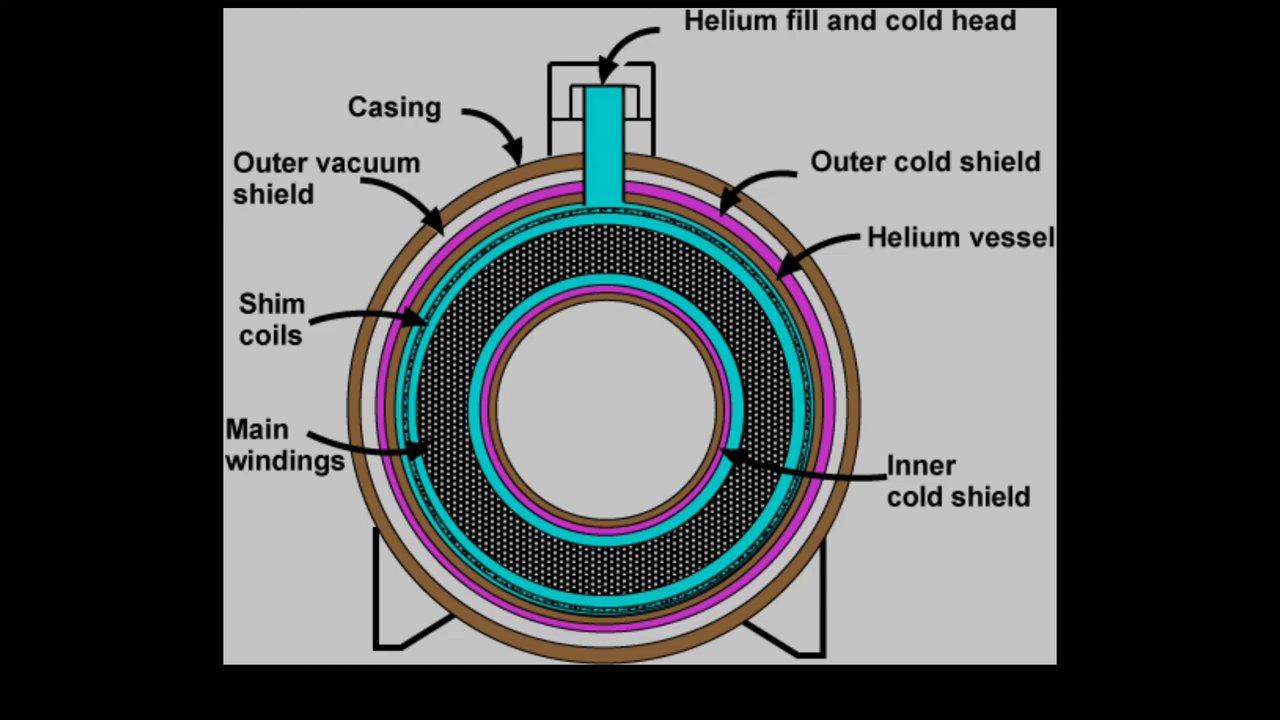 Helium fill and cold head
Casing
Outer vacuum
shield
Outer cold shield
Helium vessel
Shim
coils
Main
windings
Inner
cold shield